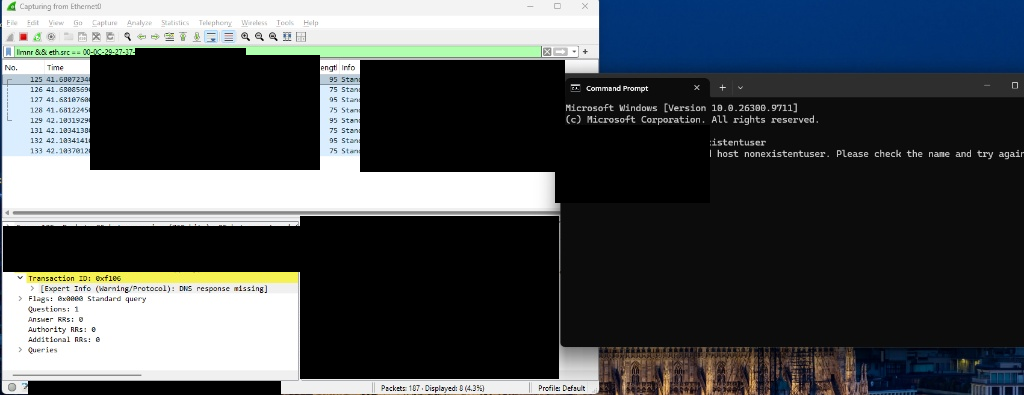 Capturing from Ethernet0
File Edit View Go Capture Analyze Statistics Telephony Wireless Tools Help
llmnr && eth.src == 00-0C-29-27-37-
No. Time engtl Info
125 41.6807234 95 Stand
126 41.6808569 75 Stand
127 41.6810760 95 Stand
128 41.6812245 75 Stand
129 42.1031929 95 Stand
131 42.1034138 75 Stand
132 42.1034141 95 Stand
133 42.1037012 75 Stand
Transaction ID: 0xf106
[Expert Info (Warning/Protocol): DNS response missing]
Flags: 0x0000 Standard query
Questions: 1
Answer RRs: 0
Authority RRs: 0
Additional RRs: 0
Queries
Packets: 187 · Displayed: 8 (4.3%) Profile: Default
Command Prompt
Microsoft Windows [Version 10.0.26300.9711]
(c) Microsoft Corporation. All rights reserved.
istentuser
host nonexistentuser. Please check the name and try again